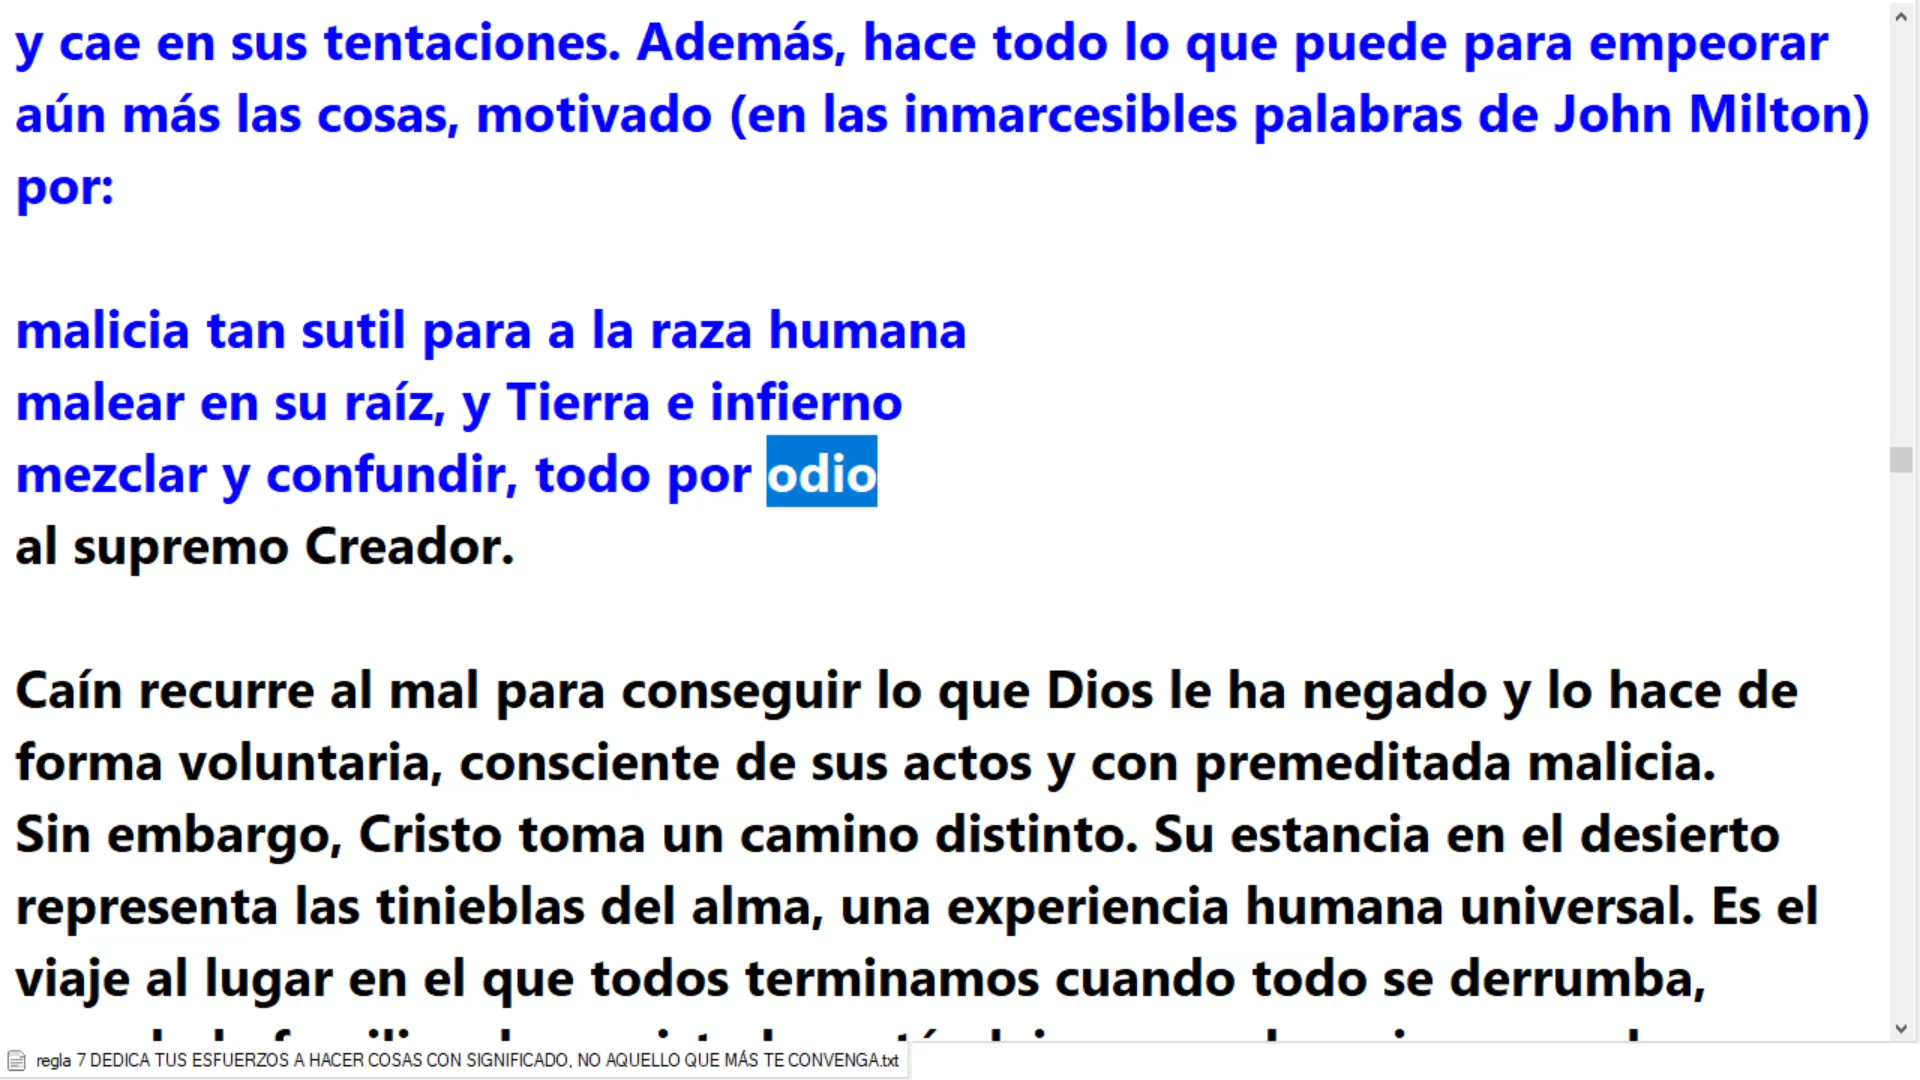 y cae en sus tentaciones. Además, hace todo lo que puede para empeorar
aún más las cosas, motivado (en las inmarcesibles palabras de John Milton)
por:
malicia tan sutil para a la raza humana
malear en su raíz, y Tierra e infierno
mezclar y confundir, todo por odio
al supremo Creador.
Caín recurre al mal para conseguir lo que Dios le ha negado y lo hace de
forma voluntaria, consciente de sus actos y con premeditada malicia.
Sin embargo, Cristo toma un camino distinto. Su estancia en el desierto
representa las tinieblas del alma, una experiencia humana universal. Es el
viaje al lugar en el que todos terminamos cuando todo se derrumba,
regla 7 DEDICA TUS ESFUERZOS A HACER COSAS CON SIGNIFICADO, NO AQUELLO QUE MÁS TE CONVENGA.txt